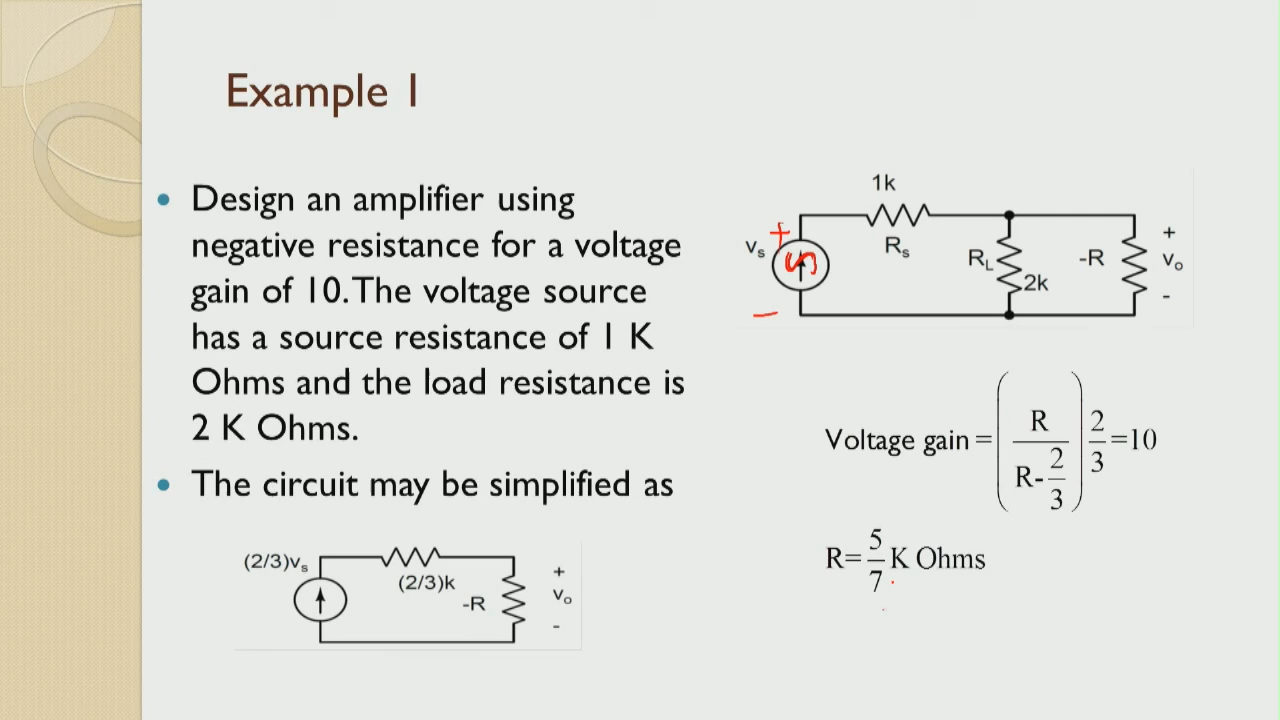 Example 1
• Design an amplifier using
negative resistance for a voltage
gain of 10. The voltage source
has a source resistance of 1 K
Ohms and the load resistance is
2 K Ohms.
• The circuit may be simplified as
(2/3)vs
(2/3)k
-R
+
vo
-
1k
+
vs
S
Rs
RL
2k
-R
+
vo
-
−
Voltage gain = (R / (R-2/3)) 2/3 =10
R= 5/7 K Ohms